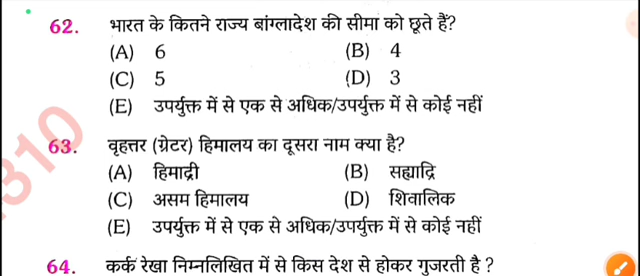 62. भारत के कितने राज्य बांग्लादेश की सीमां को छूते हैं?
(A) 6 (B) 4
(C) 5 (D) 3
(E) उपर्युक्त में से एक से अधिक/उपर्युक्त में से कोई नहीं
63. वृहत्तर (ग्रेटर) हिमालय का दूसरा नाम क्या है?
(A) हिमाद्री (B) सह्याद्रि
(C) असम हिमालय (D) शिवालिक
(E) उपर्युक्त में से एक से अधिक/उपर्युक्त में से कोई नहीं
64. कर्क रेखा निम्नलिखित में से किस देश से होकर गुजरती है ?
310